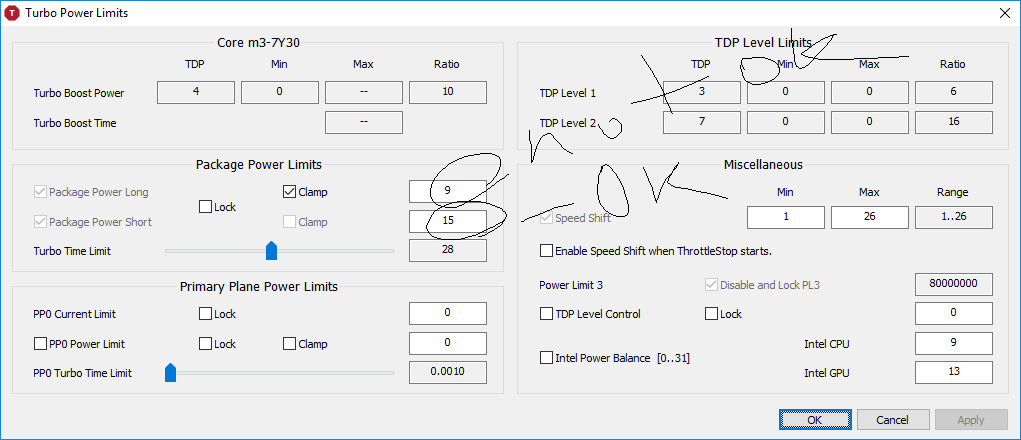 T Turbo Power Limits
Core m3-7Y30
TDP Min Max Ratio
Turbo Boost Power 4 0 -- 10
Turbo Boost Time --
Package Power Limits
Package Power Long Clamp 9
Lock
Package Power Short Clamp 15
Turbo Time Limit 28
Primary Plane Power Limits
PP0 Current Limit Lock 0
PP0 Power Limit Lock Clamp 0
PP0 Turbo Time Limit 0.0010
TDP Level Limits
TDP Min Max Ratio
TDP Level 1 3 0 0 6
TDP Level 2 7 0 0 16
no
ok
ok
Miscellaneous
Min Max Range
Speed Shift 1 26 1..26
Enable Speed Shift when ThrottleStop starts.
Power Limit 3 Disable and Lock PL3 80000000
TDP Level Control Lock 0
Intel CPU 9
Intel Power Balance [0..31]
Intel GPU 13
OK Cancel Apply